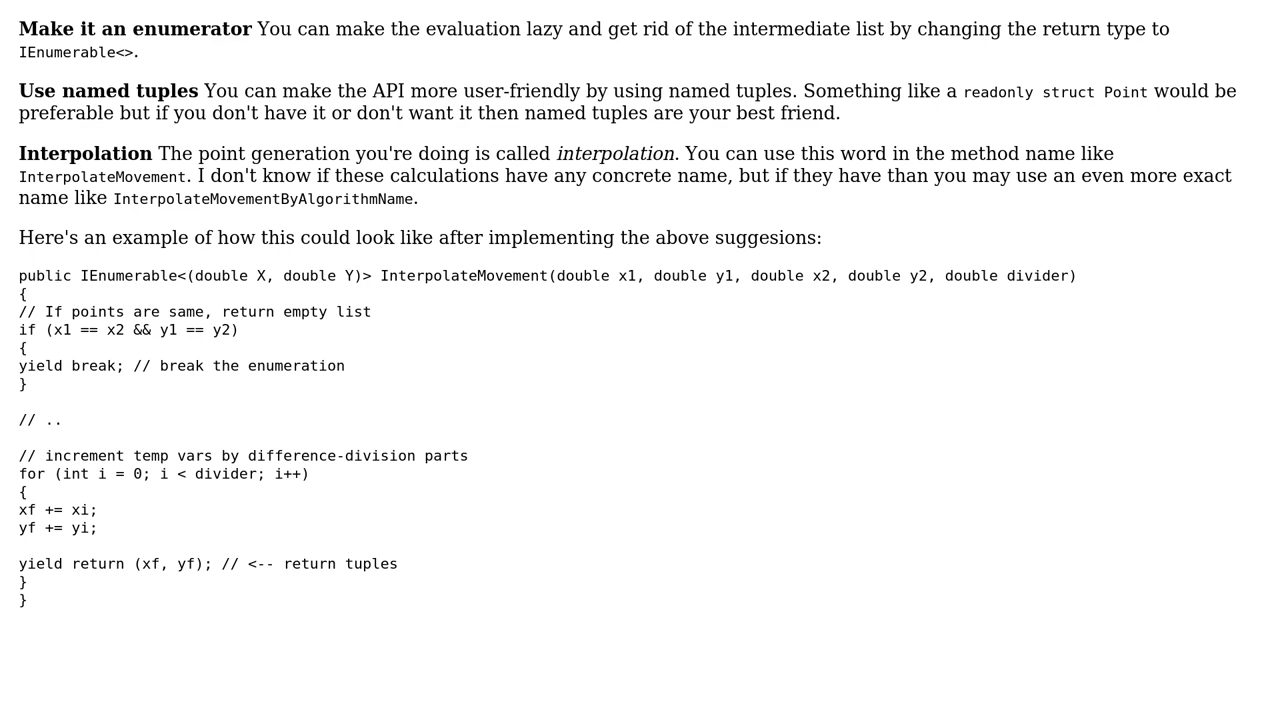 Make it an enumerator You can make the evaluation lazy and get rid of the intermediate list by changing the return type to
IEnumerable<>.
Use named tuples You can make the API more user-friendly by using named tuples. Something like a readonly struct Point would be
preferable but if you don't have it or don't want it then named tuples are your best friend.
Interpolation The point generation you're doing is called interpolation. You can use this word in the method name like
InterpolateMovement. I don't know if these calculations have any concrete name, but if they have than you may use an even more exact
name like InterpolateMovementByAlgorithmName.
Here's an example of how this could look like after implementing the above suggesions:
public IEnumerable<(double X, double Y)> InterpolateMovement(double x1, double y1, double x2, double y2, double divider)
{
// If points are same, return empty list
if (x1 == x2 && y1 == y2)
{
yield break; // break the enumeration
}
// ..
// increment temp vars by difference-division parts
for (int i = 0; i < divider; i++)
{
xf += xi;
yf += yi;
yield return (xf, yf); // <-- return tuples
}
}